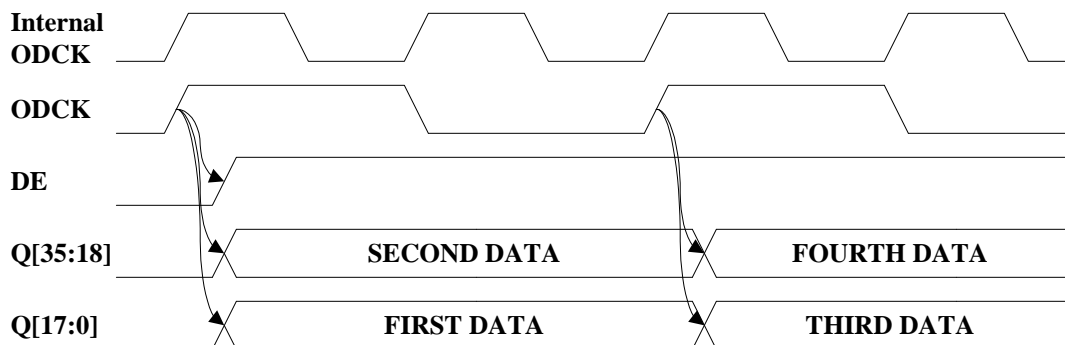 Internal
ODCK
ODCK
DE
Q[35:18] SECOND DATA FOURTH DATA
Q[17:0] FIRST DATA THIRD DATA